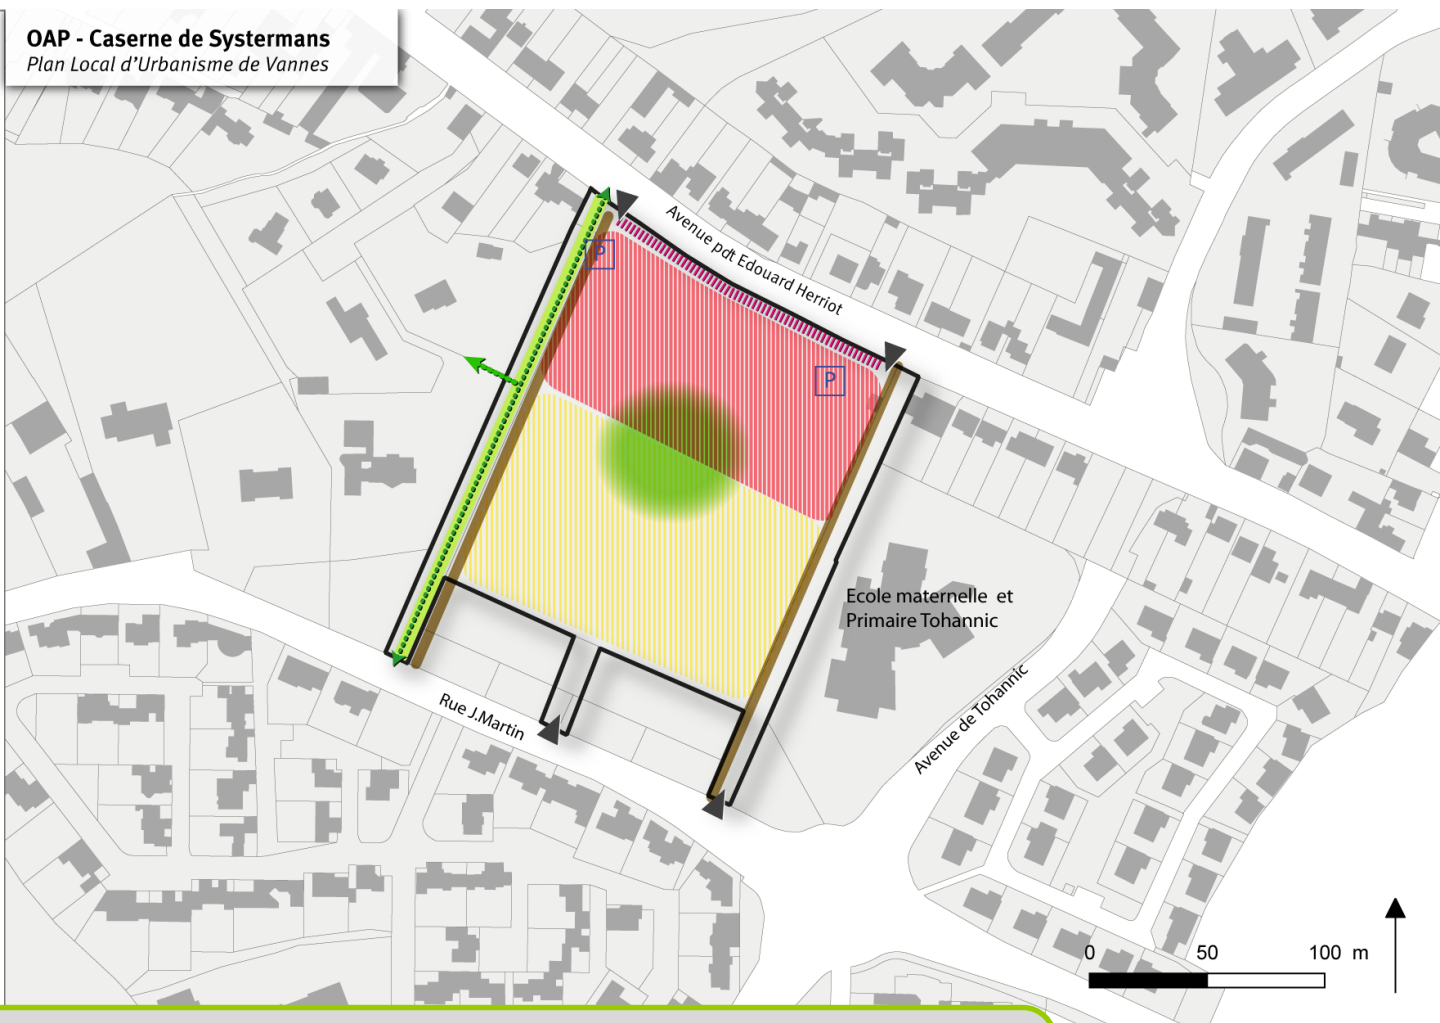 OAP - Caserne de Systermans
Plan Local d'Urbanisme de Vannes
Avenue pdt Edouard Herriot
P
P
Ecole maternelle et
Primaire Tohannic
Avenue de Tohannic
Rue J.Martin
0 50 100 m